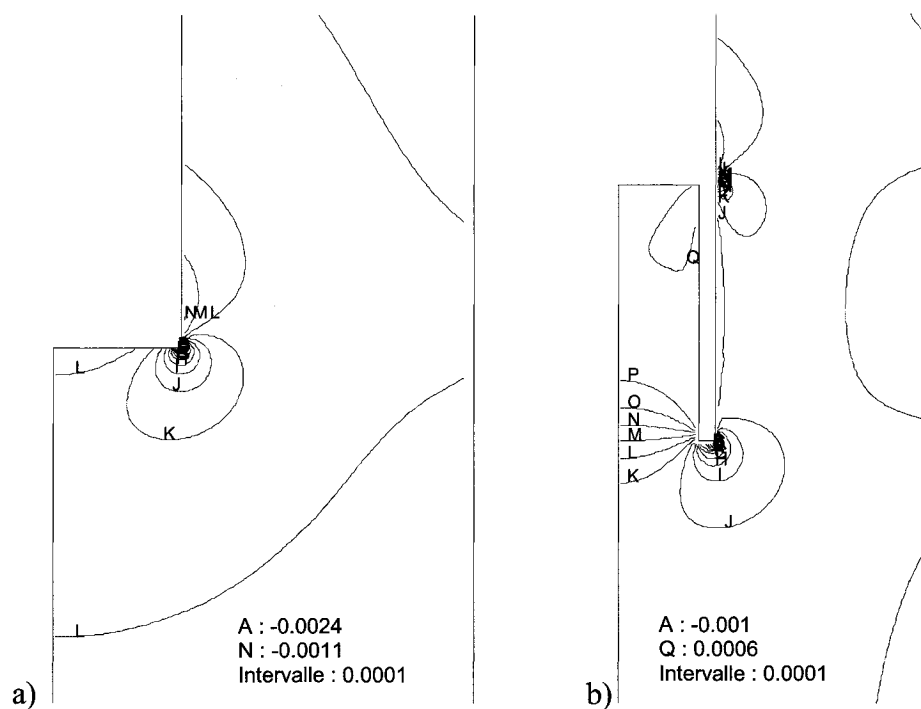 NML
L
J
K
L
A : -0.0024
N : -0.0011
Intervalle : 0.0001
a)
J
Q
P
O
N
M
L
K
H
I
J
A : -0.001
Q : 0.0006
Intervalle : 0.0001
b)